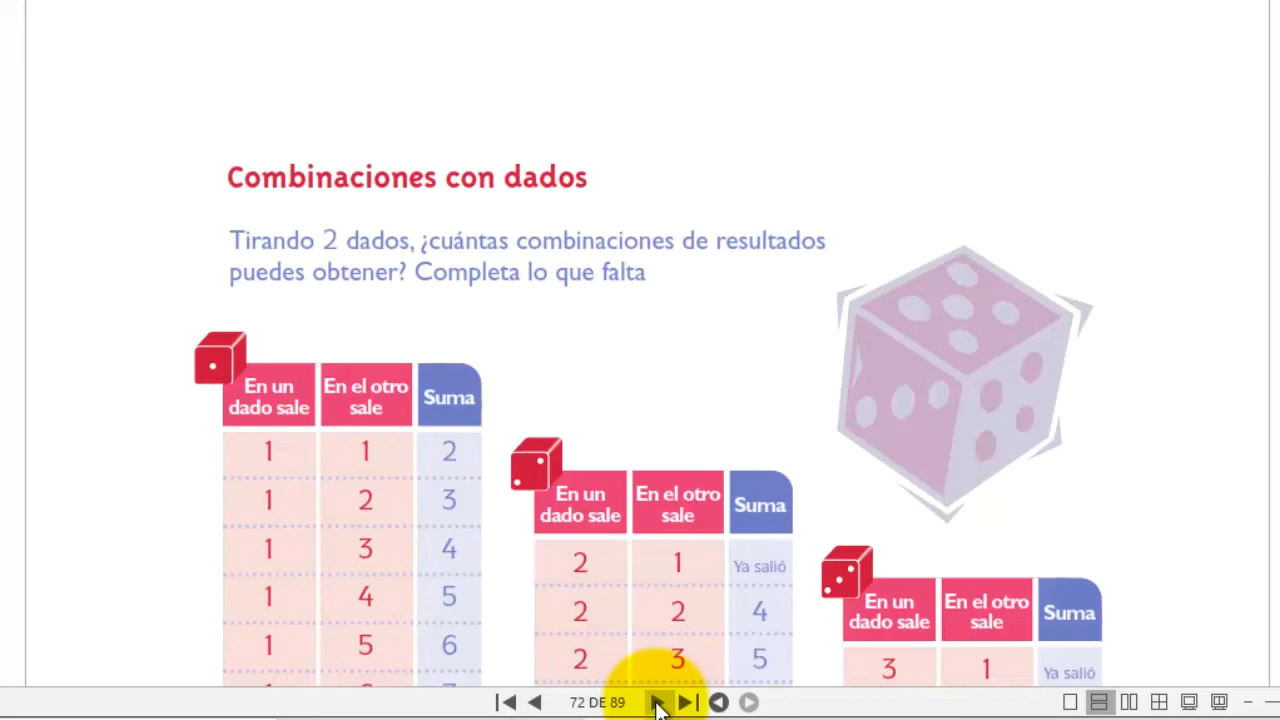 Combinaciones con dados
Tirando 2 dados, ¿cuántas combinaciones de resultados
puedes obtener? Completa lo que falta
En un
dado sale
En el otro
sale
Suma
1 1 2
1 2 3
1 3 4
1 4 5
1 5 6
En un
dado sale
En el otro
sale
Suma
2 1 Ya salió
2 2 4
2 3 5
En un
dado sale
En el otro
sale
Suma
3 1 Ya salió
72 DE 89